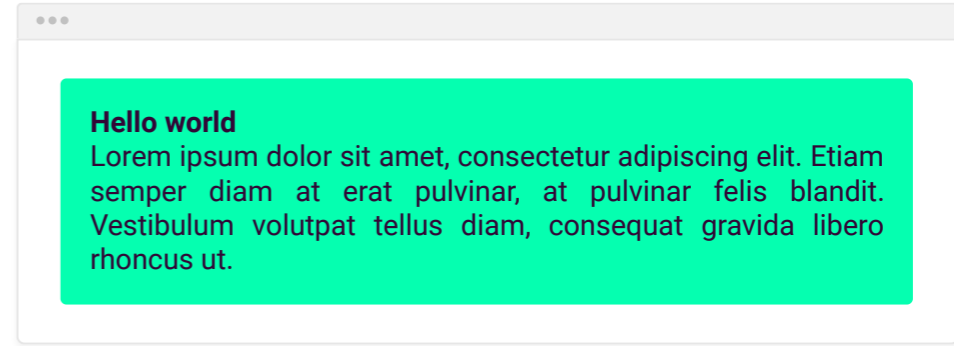 Hello world
Lorem ipsum dolor sit amet, consectetur adipiscing elit. Etiam
semper diam at erat pulvinar, at pulvinar felis blandit.
Vestibulum volutpat tellus diam, consequat gravida libero
rhoncus ut.